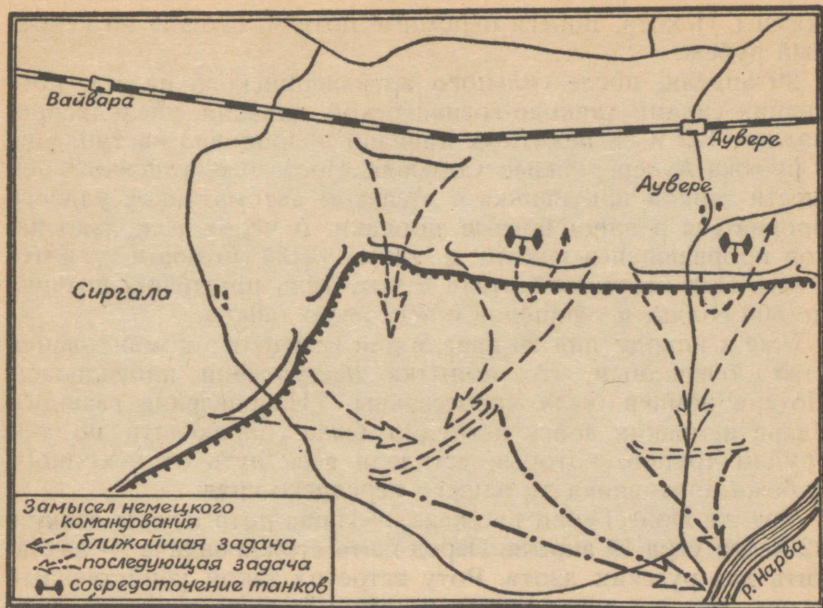 Вайвара
Аувере
Аувере
Сиргала
Замысел немецкого
командования
ближайшая задача
последующая задача
сосредоточение танков
р. Нарва